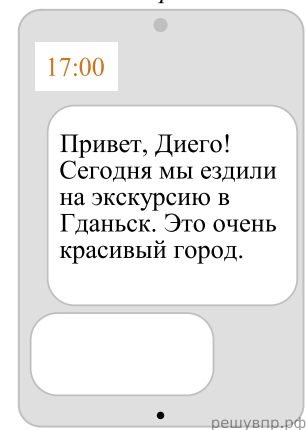 17:00
Привет, Диего!
Сегодня мы ездили
на экскурсию в
Гданьск. Это очень
красивый город.
решувпр.рф